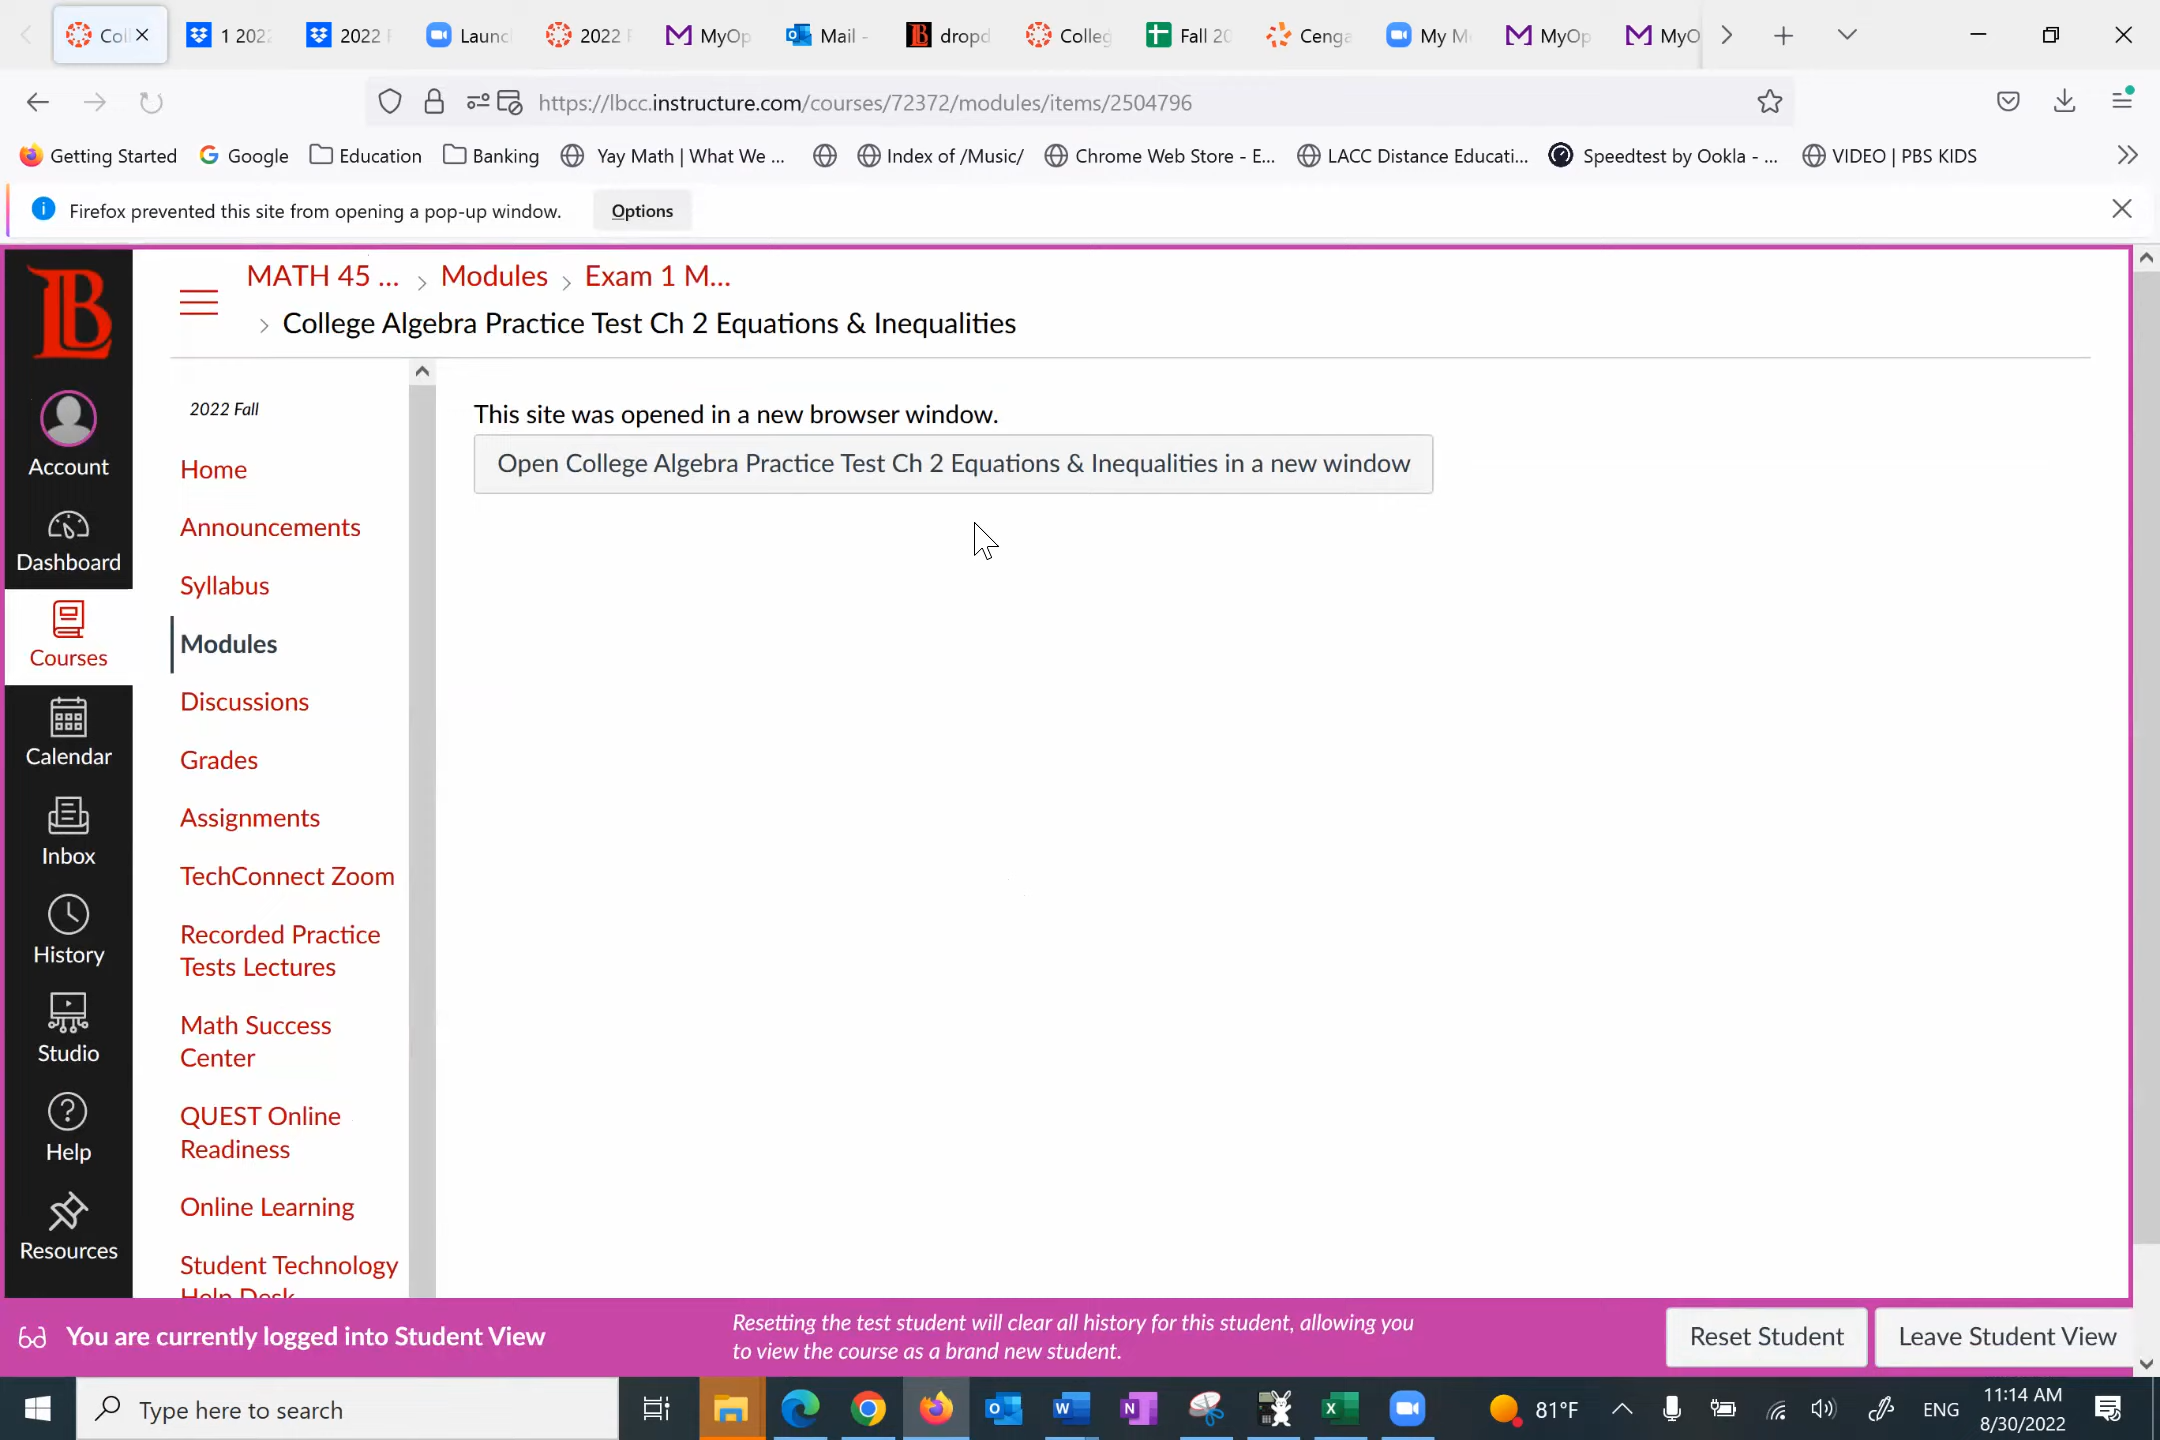 Col
1 202
2022 F
Launc
2022 F
MyOp
Mail -
dropd
Colleg
Fall 20
Cenga
My M
MyOp
MyO
https://lbcc.instructure.com/courses/72372/modules/items/2504796
Getting Started
Google
Education
Banking
Yay Math | What We ...
Index of /Music/
Chrome Web Store - E...
LACC Distance Educati...
Speedtest by Ookla - ...
VIDEO | PBS KIDS
Firefox prevented this site from opening a pop-up window.
Options
MATH 45 ... > Modules > Exam 1 M...
> College Algebra Practice Test Ch 2 Equations & Inequalities
LB
Account
Dashboard
Courses
Calendar
Inbox
History
Studio
Help
Resources
2022 Fall
Home
Announcements
Syllabus
Modules
Discussions
Grades
Assignments
TechConnect Zoom
Recorded Practice
Tests Lectures
Math Success
Center
QUEST Online
Readiness
Online Learning
Student Technology
Help Desk
This site was opened in a new browser window.
Open College Algebra Practice Test Ch 2 Equations & Inequalities in a new window
You are currently logged into Student View
Resetting the test student will clear all history for this student, allowing you
to view the course as a brand new student.
Reset Student
Leave Student View
Type here to search
81°F
ENG
11:14 AM
8/30/2022